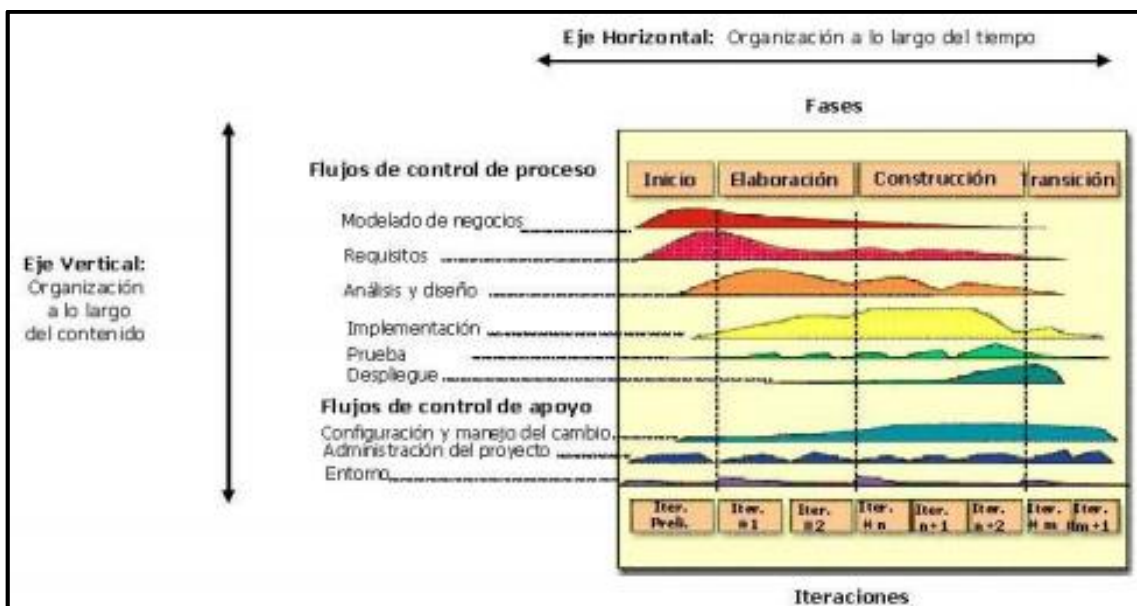 Eje Horizontal: Organización a lo largo del tiempo
Fases
Flujos de control de proceso
Inicio
Elaboración
Construcción
Transición
Modelado de negocios
Requisitos
Eje Vertical:
Organización
a lo largo
del contenido
Análisis y diseño
Implementación
Prueba
Despliegue
Flujos de control de apoyo
Configuración y manejo del cambio
Administración del proyecto
Entorno
Iter.
Preli.
Iter.
#1
Iter.
#2
Iter.
# n
Iter.
n+1
Iter.
n+2
Iter.
# m
Iter.
#m+1
Iteraciones